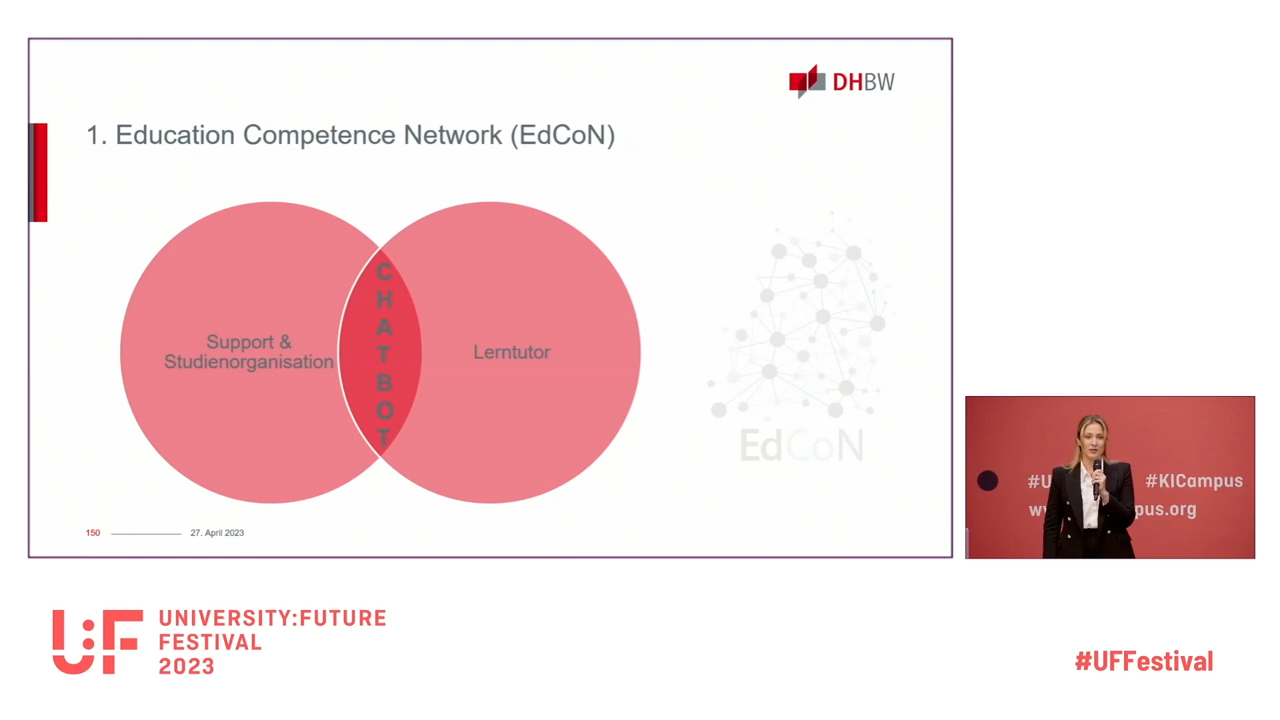 DHBW
1. Education Competence Network (EdCoN)
Support &
Studienorganisation
CHATBOT
Lerntutor
EdCoN
150
27. April 2023
#U
#KICampus
pus.org
U:F
UNIVERSITY:FUTURE
FESTIVAL
2023
#UFFestival